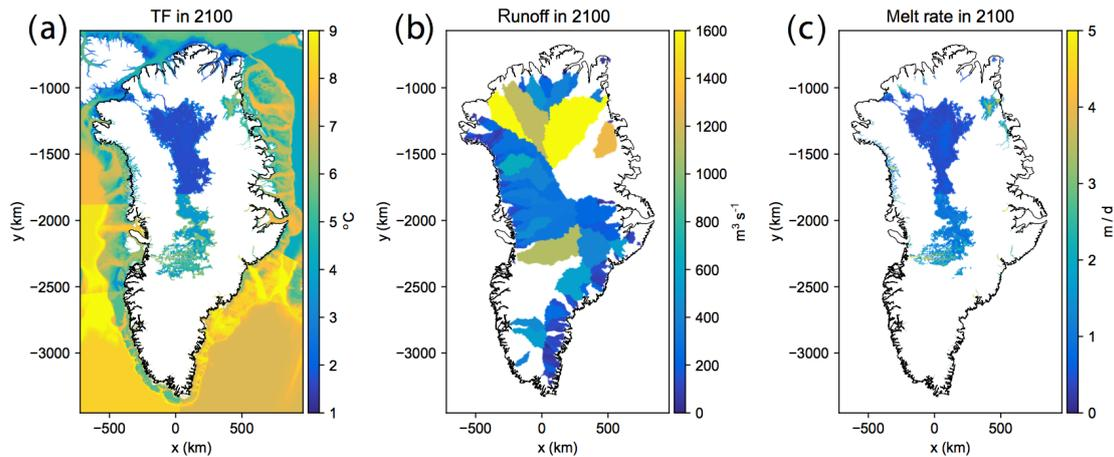 (a) TF in 2100
−1000
−1500
−2000
−2500
−3000
y (km)
−500 0 500
x (km)
9
8
7
6
5
4
3
2
1
°C
(b) Runoff in 2100
−1000
−1500
−2000
−2500
−3000
y (km)
−500 0 500
x (km)
1600
1400
1200
1000
800
600
400
200
0
m³ s⁻¹
(c) Melt rate in 2100
−1000
−1500
−2000
−2500
−3000
y (km)
−500 0 500
x (km)
5
4
3
2
1
0
m / d